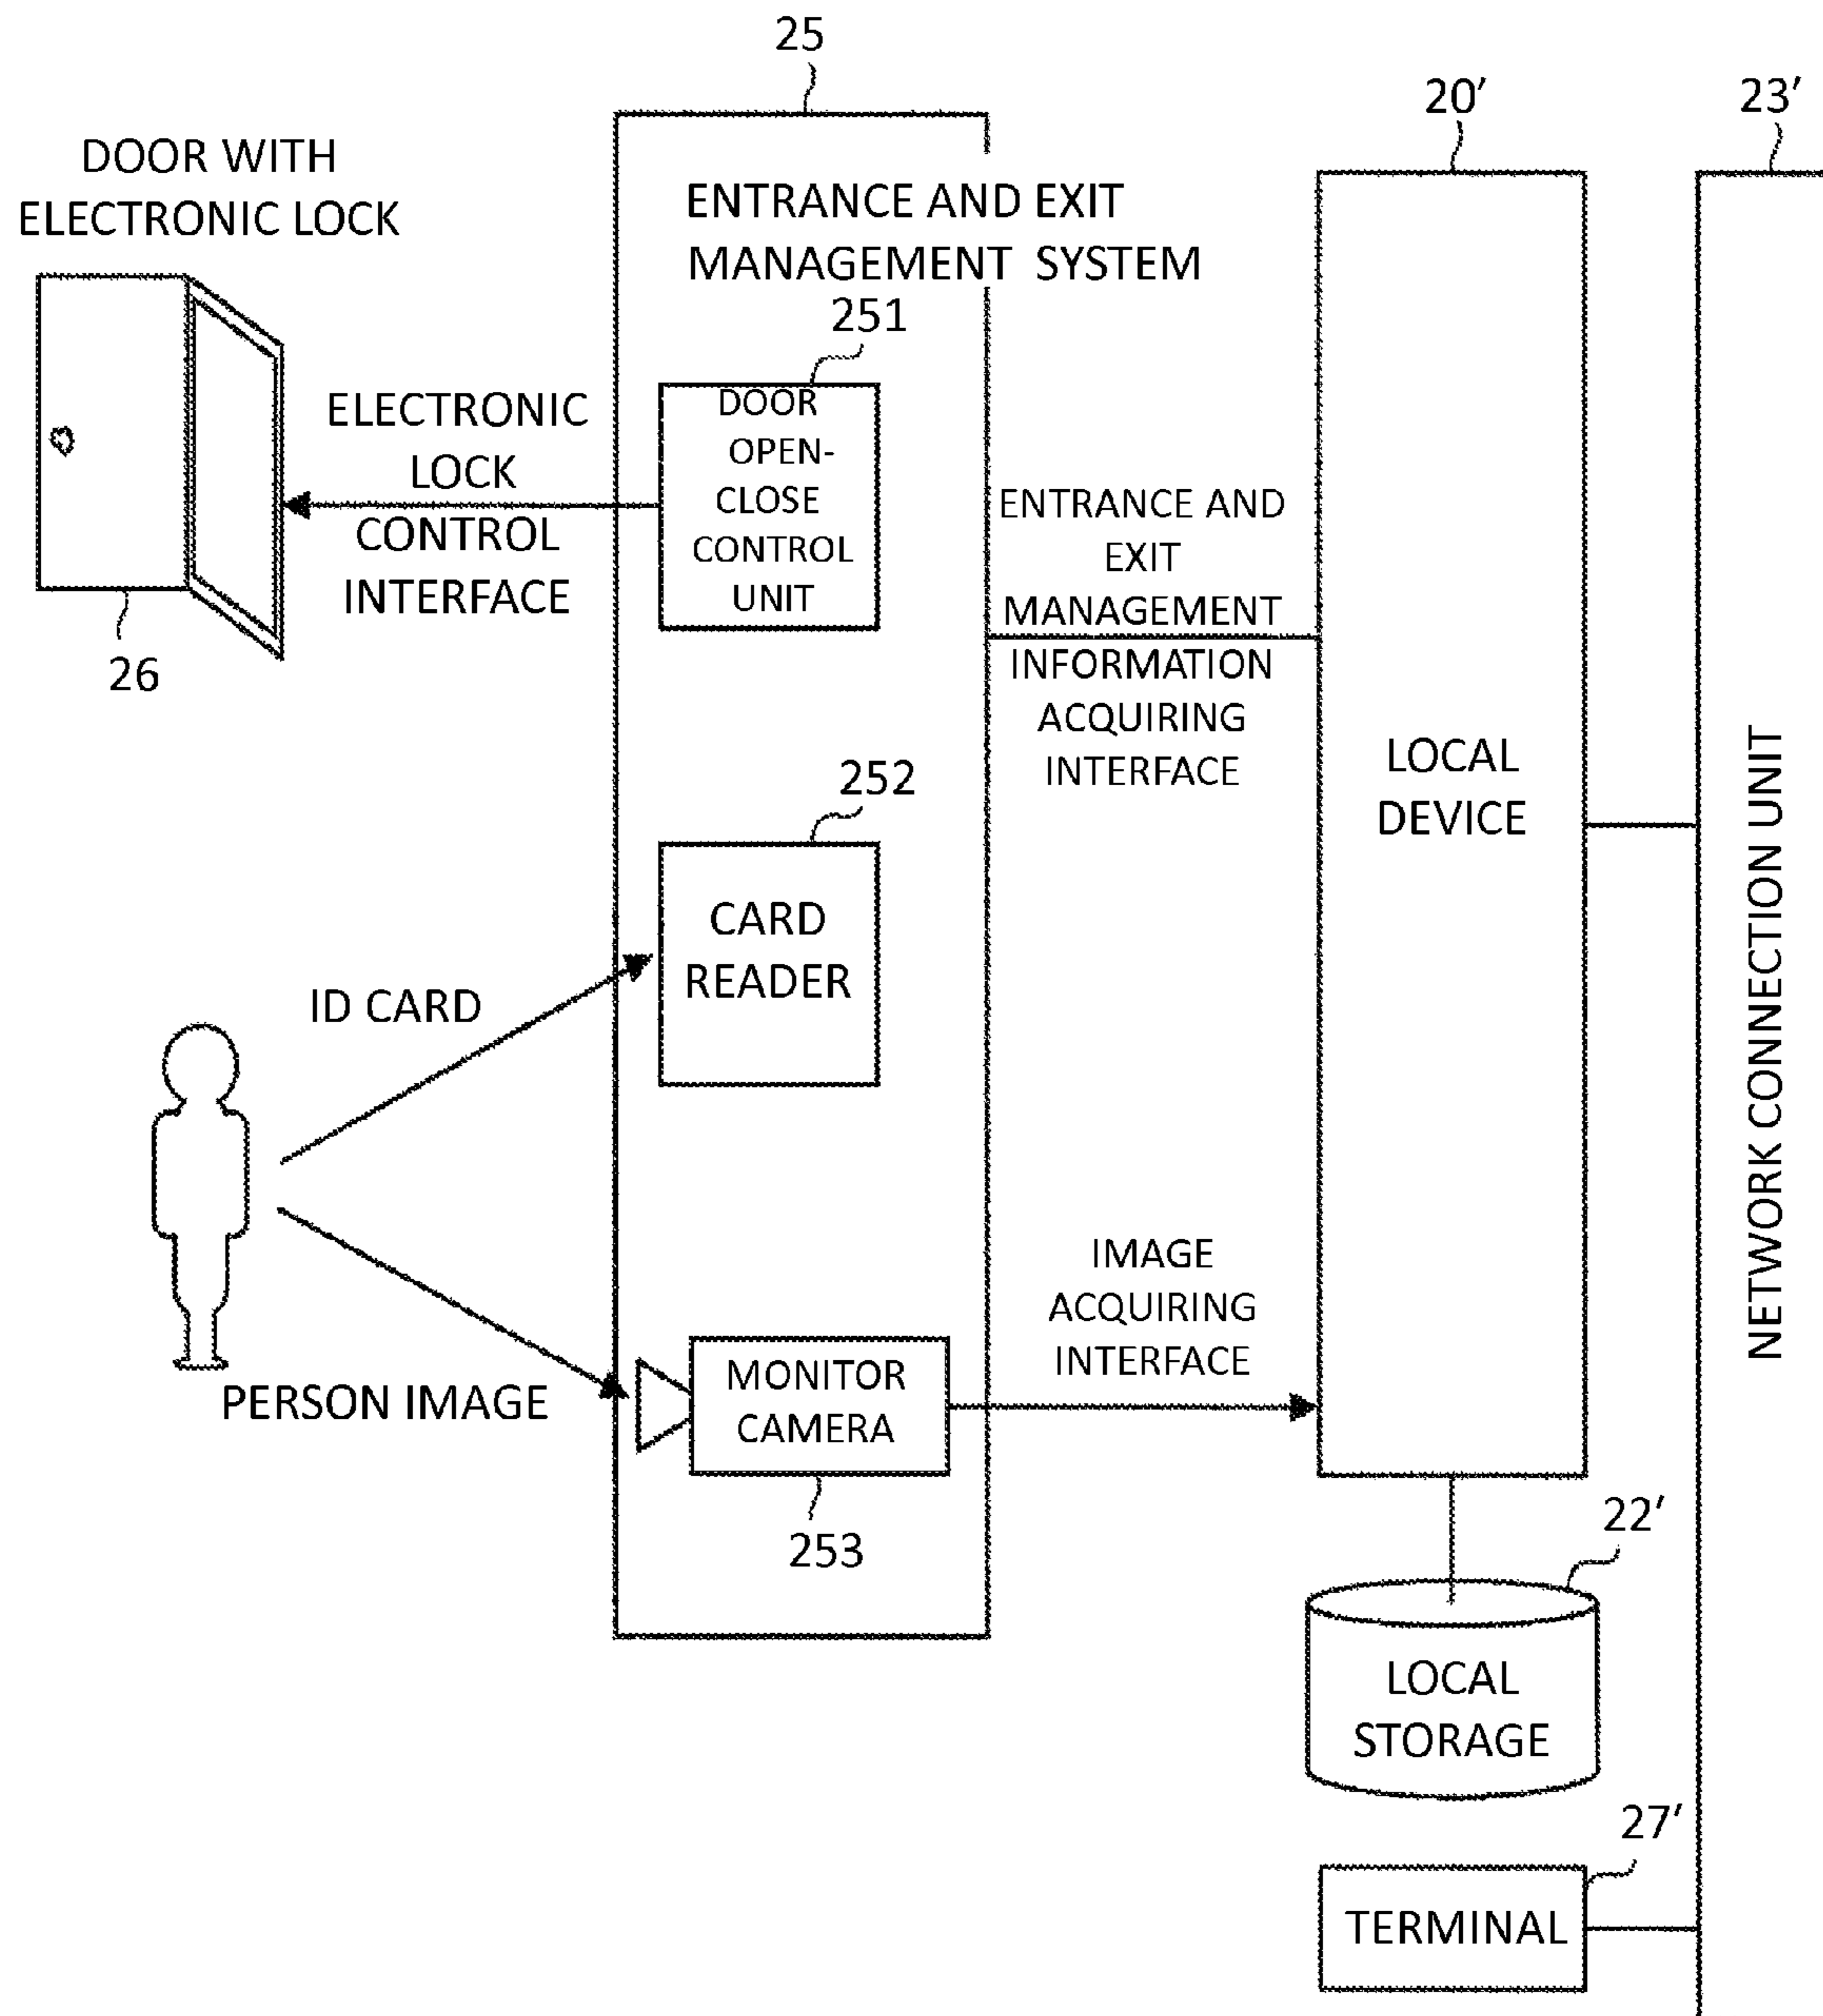 25
20′
23′
DOOR WITH
ELECTRONIC LOCK
ENTRANCE AND EXIT
MANAGEMENT SYSTEM
251
DOOR
OPEN-
CLOSE
CONTROL
UNIT
ELECTRONIC
LOCK
CONTROL
INTERFACE
26
ENTRANCE AND
EXIT
MANAGEMENT
INFORMATION
ACQUIRING
INTERFACE
LOCAL
DEVICE
NETWORK CONNECTION UNIT
252
CARD
READER
ID CARD
PERSON IMAGE
MONITOR
CAMERA
253
IMAGE
ACQUIRING
INTERFACE
22′
LOCAL
STORAGE
27′
TERMINAL